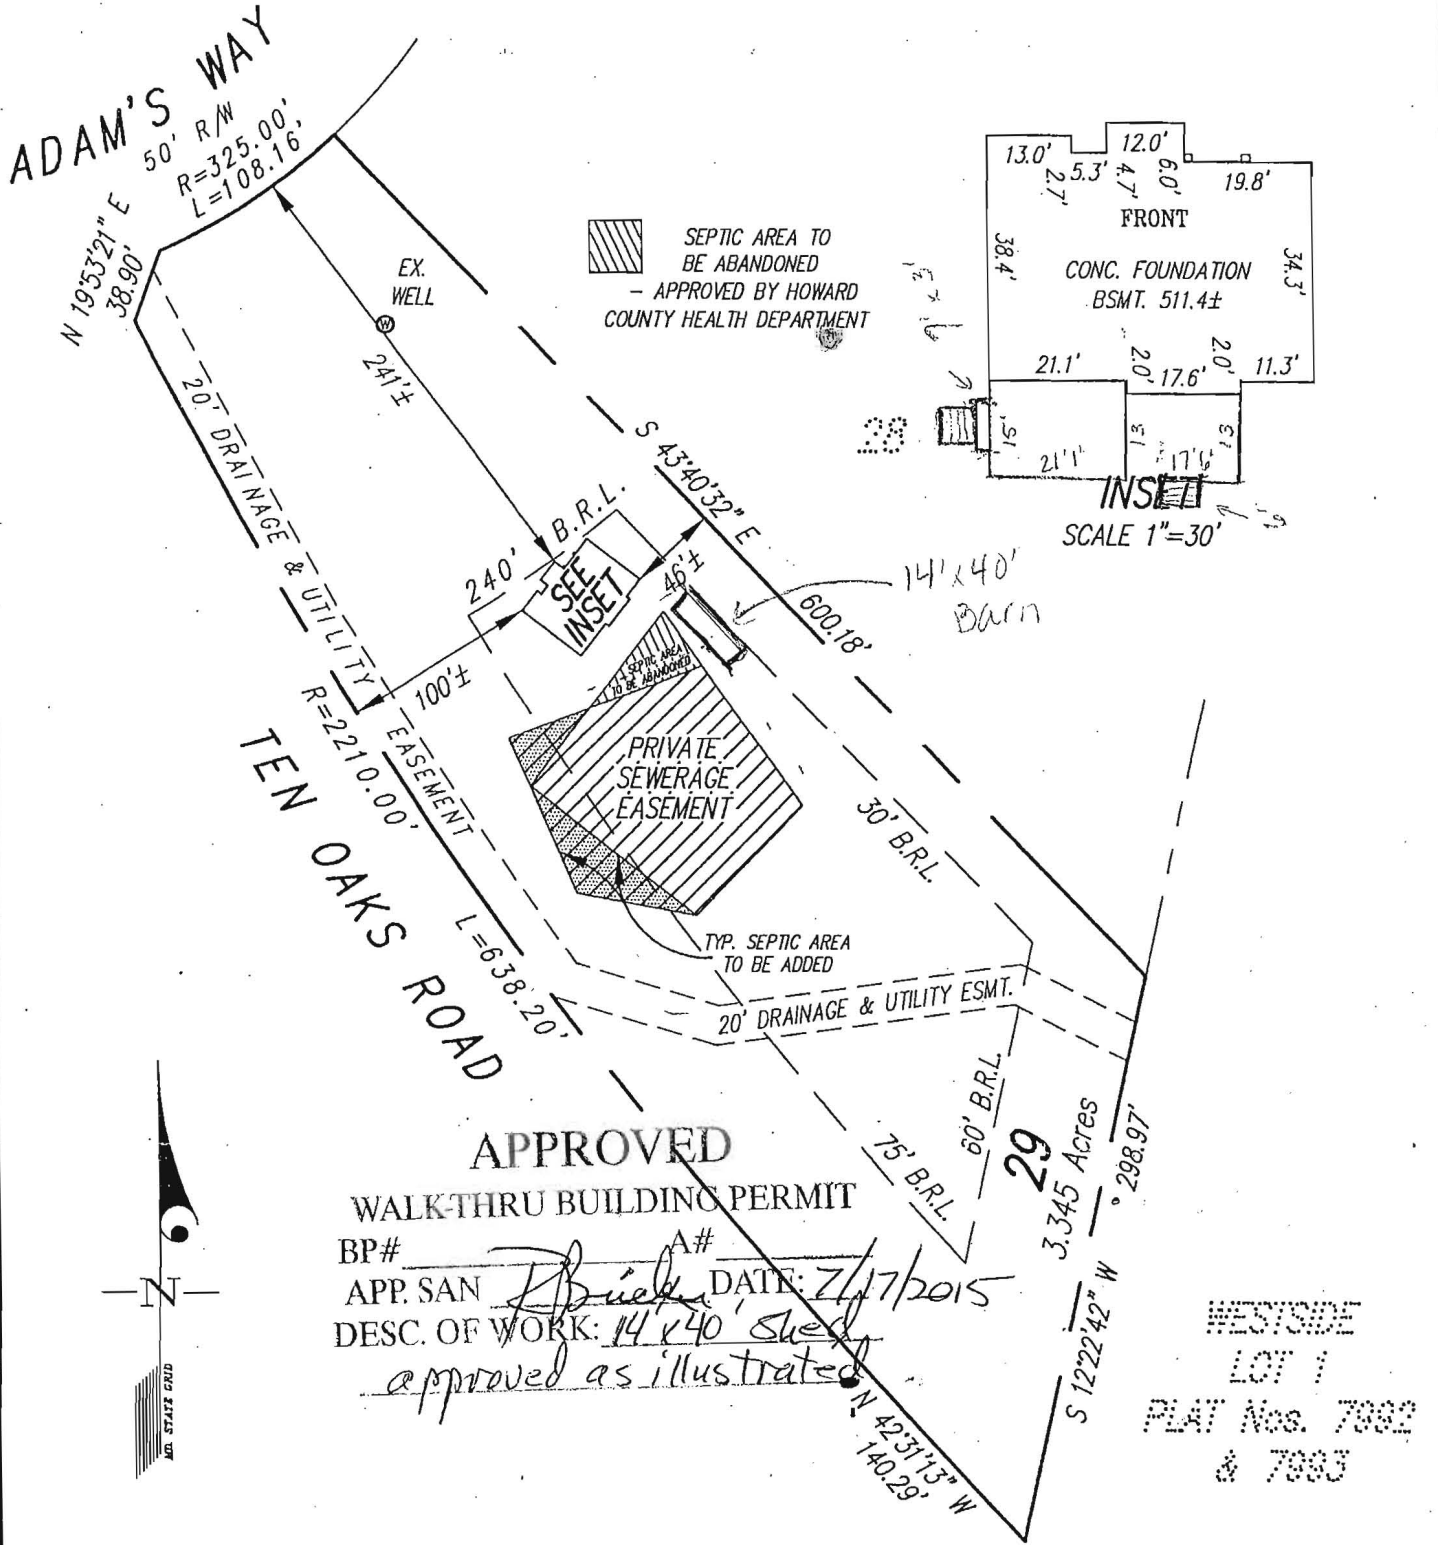 ADAM'S WAY
50' R/W
R=325.00'
L=108.16'
N 19°53'21" E
38.90'
EX.
WELL
241'±
SEPTIC AREA TO
BE ABANDONED
- APPROVED BY HOWARD
COUNTY HEALTH DEPARTMENT
13.0'
5.3'
12.0'
2.7'
4.7'
6.0'
19.8'
FRONT
38.4'
34.3'
CONC. FOUNDATION
BSMT. 511.4±
21.1'
2.0'
17.6'
2.0'
11.3'
15'
21'1"
13
17'6"
13
INSET
SCALE 1"=30'
28
20' DRAINAGE & UTILITY EASEMENT
S 43°40'32" E
600.18'
240' B.R.L.
SEE
INSET
46'±
14'x40'
Barn
100'±
SEPTIC AREA
TO BE ABANDONED
PRIVATE
SEWERAGE
EASEMENT
R=2210.00'
L=638.20'
TEN OAKS ROAD
30' B.R.L.
TYP. SEPTIC AREA
TO BE ADDED
20' DRAINAGE & UTILITY ESMT.
75' B.R.L.
60' B.R.L.
29
3.345 Acres
298.97'
S 12°22'42" W
APPROVED
WALK-THRU BUILDING PERMIT
BP# A#
APP. SAN DATE: 7/17/2015
DESC. OF WORK: 14'x40' Shed
approved as illustrated
N 42°31'13" W
140.29'
N
MD. STATE GRID
WESTSIDE
LOT 1
PLAT Nos. 7992
& 7993